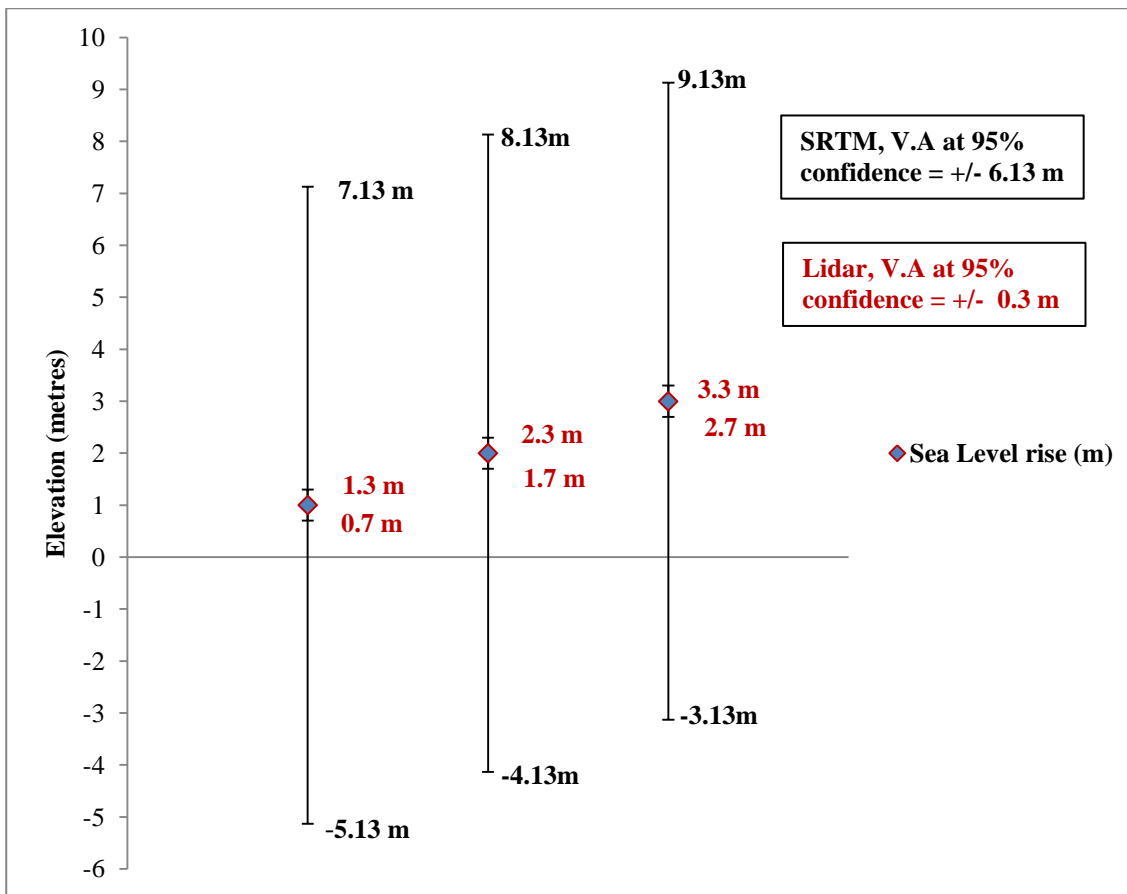 10
9
8
7
6
5
4
3
2
1
0
-1
-2
-3
-4
-5
-6
Elevation (metres)
7.13 m
1.3 m
0.7 m
-5.13 m
8.13m
2.3 m
1.7 m
-4.13m
9.13m
3.3 m
2.7 m
-3.13m
SRTM, V.A at 95%
confidence = +/- 6.13 m
Lidar, V.A at 95%
confidence = +/-  0.3 m
Sea Level rise (m)